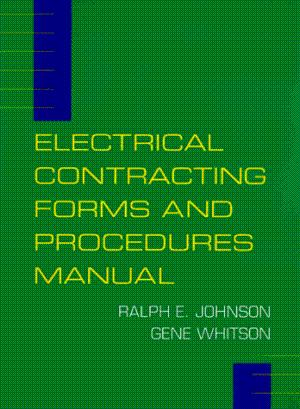 ELECTRICAL
CONTRACTING
FORMS AND
PROCEDURES
MANUAL
RALPH E. JOHNSON
GENE WHITSON